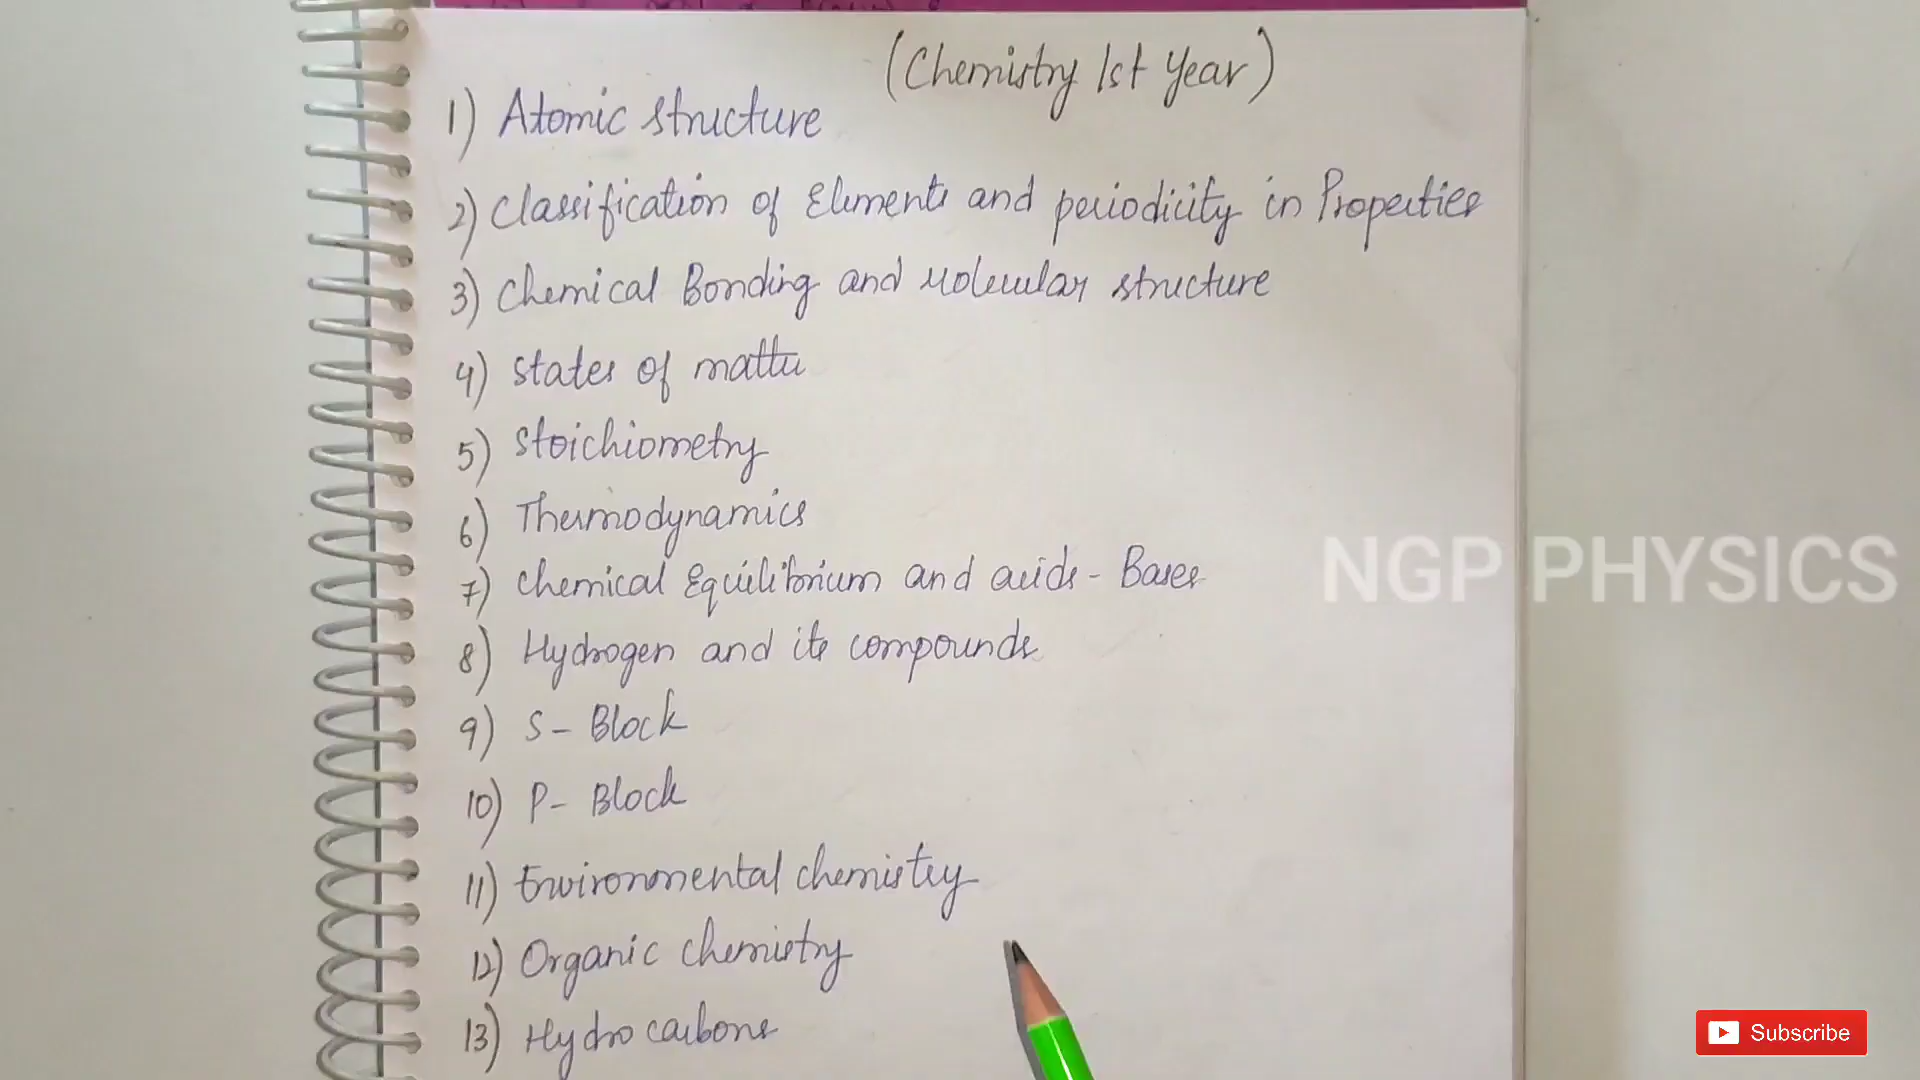 (Chemistry 1st Year)
1) Atomic structure
2) Classification of Elements and periodicity in Properties
3) Chemical Bonding and Molecular structure
4) States of matter
5) Stoichiometry
6) Thermodynamics
7) Chemical Equilibrium and acids - Bases
8) Hydrogen and its compounds
9) S - Block
10) P - Block
11) Environmental chemistry
12) Organic chemistry
13) Hydro carbons
NGP PHYSICS
Subscribe